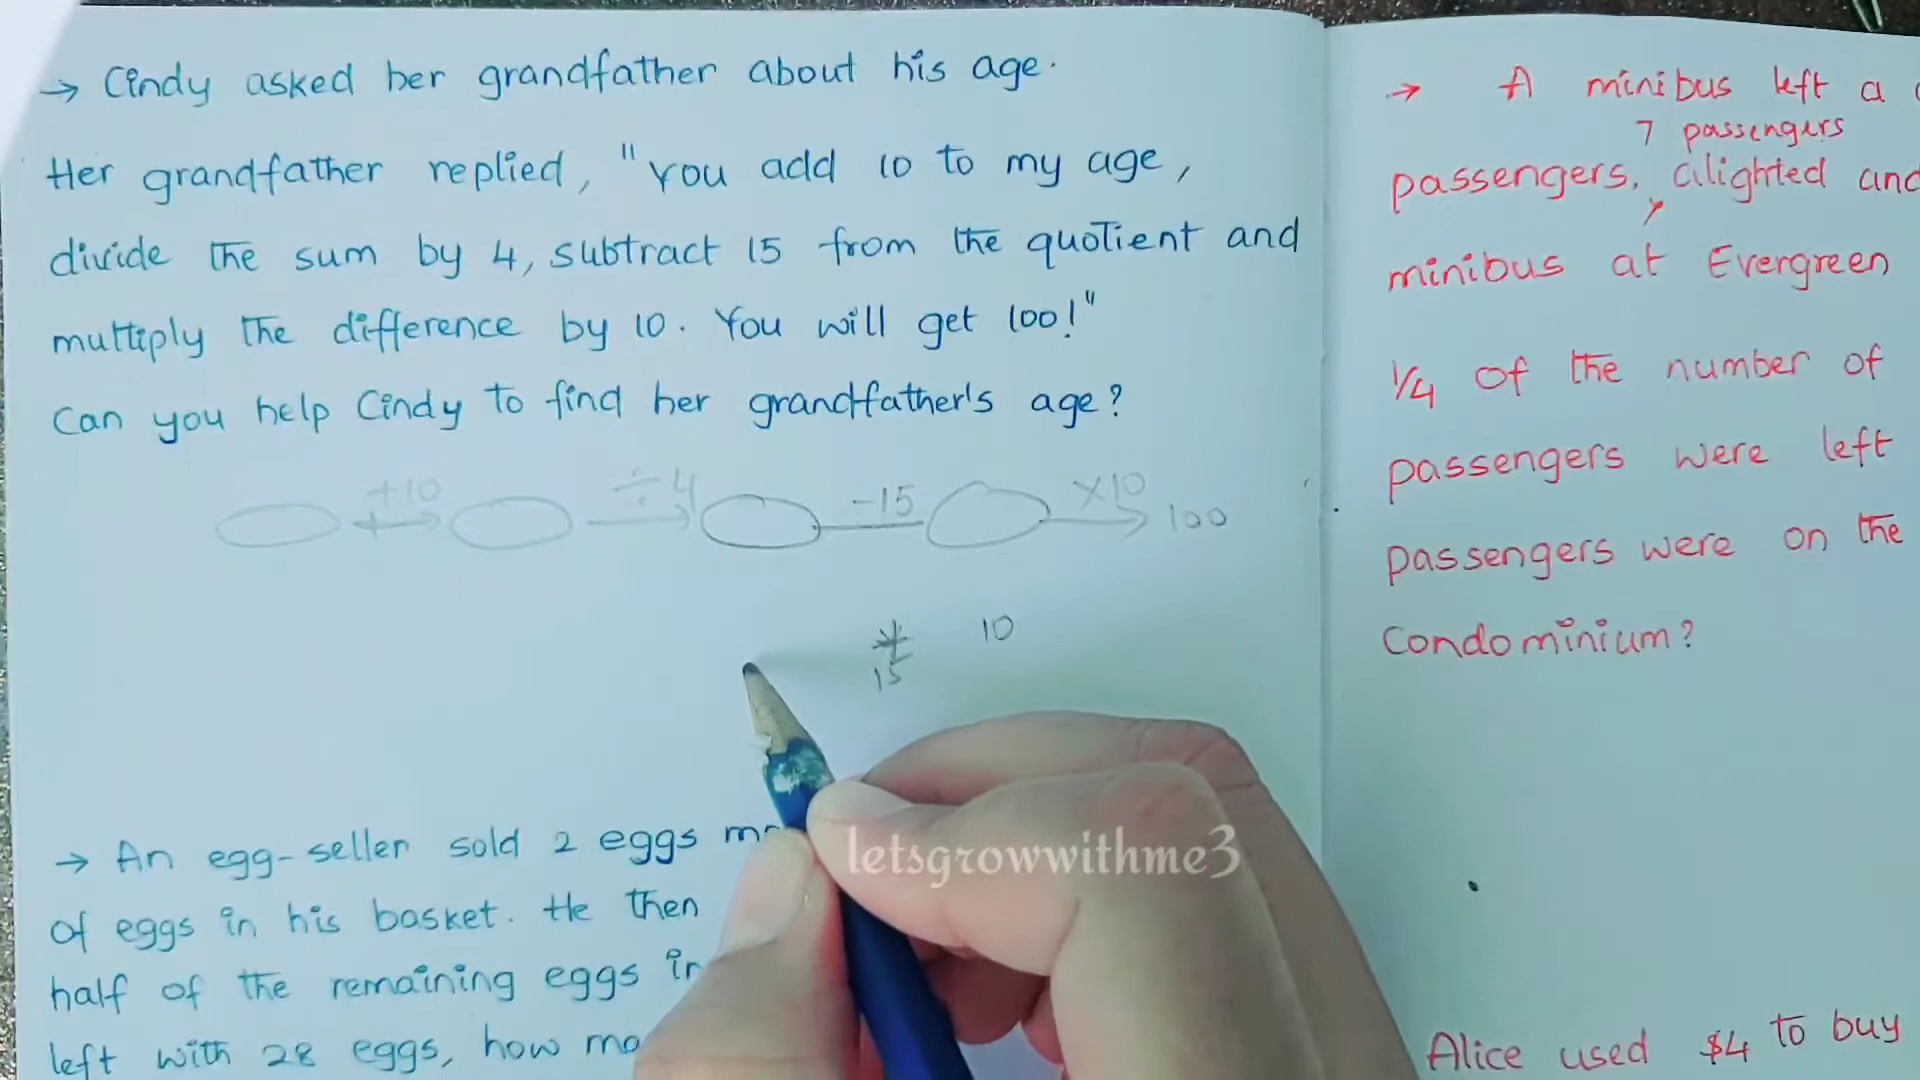 → Cindy asked her grandfather about his age.
Her grandfather replied, "You add 10 to my age,
divide the sum by 4, subtract 15 from the quotient and
multiply the difference by 10. You will get 100!"
Can you help Cindy to find her grandfather's age?
+10 ÷4 -15 ×10 100
+ 10
15
→ An egg-seller sold 2 eggs
of eggs in his basket. He then
half of the remaining eggs in
left with 28 eggs, how
→ A minibus left a
7 passengers
passengers, alighted and
minibus at Evergreen
1/4 of the number of
passengers were left
passengers were on the
Condominium?
Alice used $4 to buy
letsgrowwithme3